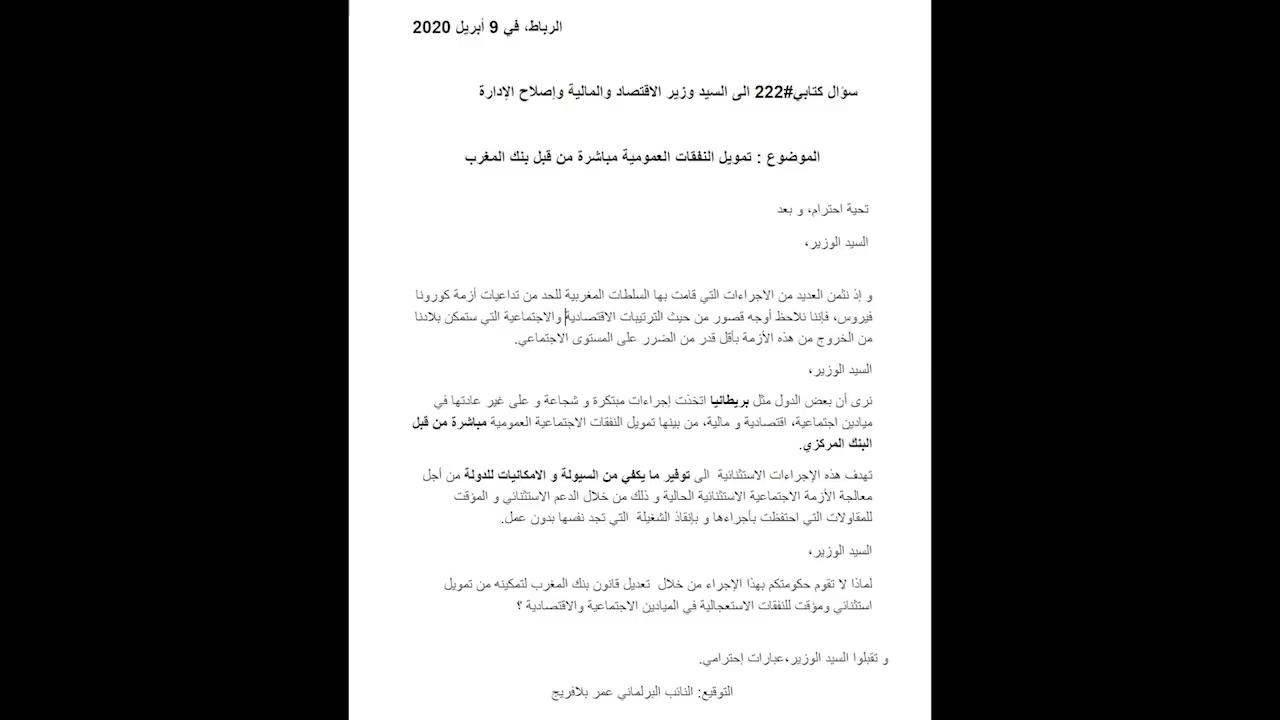 الرباط، في 9 أبريل 2020
سؤال كتابي#222 الى السيد وزير الاقتصاد والمالية وإصلاح الإدارة
الموضوع : تمويل النفقات العمومية مباشرة من قبل بنك المغرب
تحية احترام، و بعد
السيد الوزير،
و إذ نثمن العديد من الاجراءات التي قامت بها السلطات المغربية للحد من تداعيات أزمة كورونا
فيروس، فإننا نلاحظ أوجه قصور من حيث الترتيبات الاقتصادية والاجتماعية التي ستمكن بلادنا
من الخروج من هذه الأزمة بأقل قدر من الضرر على المستوى الاجتماعي.
السيد الوزير،
نرى أن بعض الدول مثل بريطانيا اتخذت إجراءات مبتكرة و شجاعة و على غير عادتها في
ميادين اجتماعية، اقتصادية و مالية، من بينها تمويل النفقات الاجتماعية العمومية مباشرة من قبل
البنك المركزي.
تهدف هذه الإجراءات الاستثنائية الى توفير ما يكفي من السيولة و الامكانيات للدولة من أجل
معالجة الأزمة الاجتماعية الاستثنائية الحالية و ذلك من خلال الدعم الاستثنائي و المؤقت
للمقاولات التي احتفظت بأجراءها و بإنقاذ الشغيلة التي تجد نفسها بدون عمل.
السيد الوزير،
لماذا لا تقوم حكومتكم بهذا الإجراء من خلال تعديل قانون بنك المغرب لتمكينه من تمويل
استثنائي ومؤقت للنفقات الاستعجالية في الميادين الاجتماعية والاقتصادية ؟
و تقبلوا السيد الوزير،عبارات إحترامي.
التوقيع: النائب البرلماني عمر بلافريج